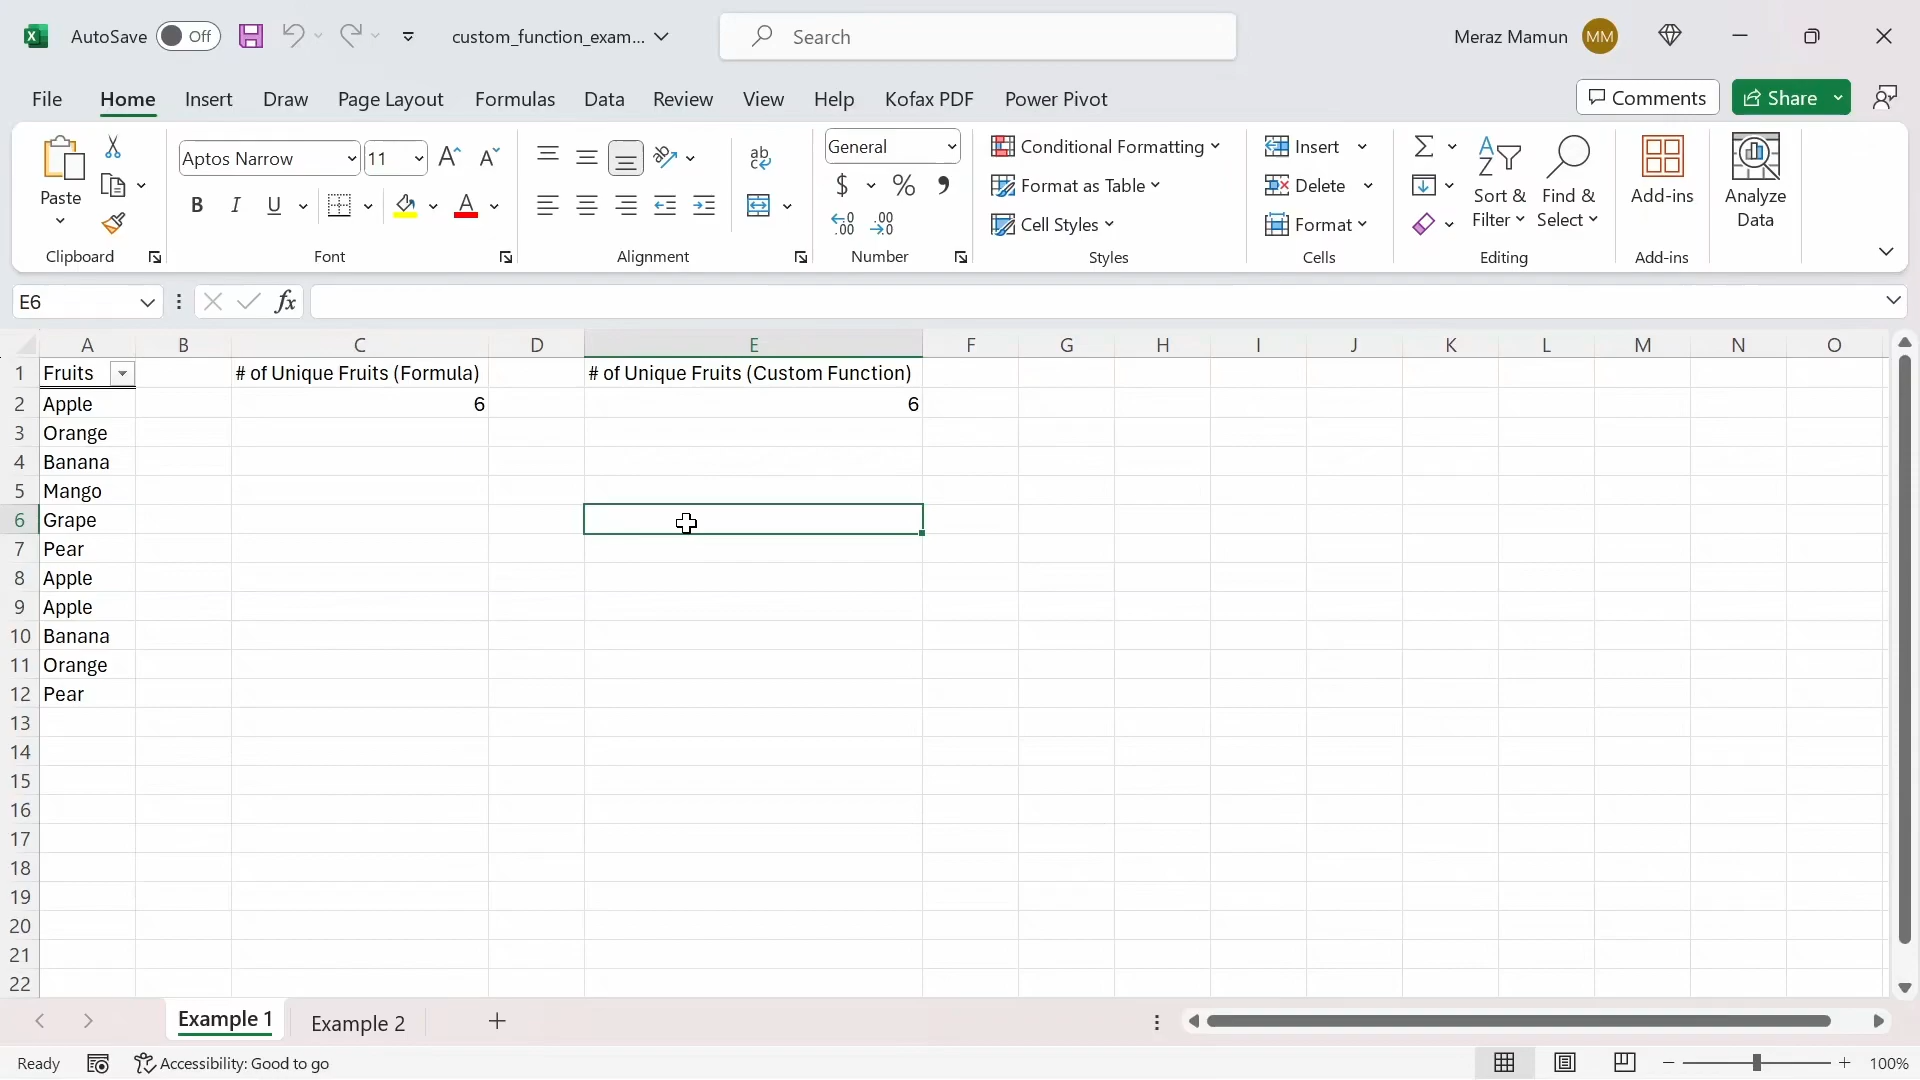 AutoSave Off custom_function_exam... Search Meraz Mamun MM
File Home Insert Draw Page Layout Formulas Data Review View Help Kofax PDF Power Pivot Comments Share
Paste
Clipboard
Aptos Narrow 11
B I U
Font
ab
Alignment
General
$ % ,
Number
Conditional Formatting
Format as Table
Cell Styles
Styles
Insert
Delete
Format
Cells
Sort & Filter
Find & Select
Editing
Add-ins
Add-ins
Analyze Data
E6 fx
A B C D E F G H I J K L M N O
1 Fruits # of Unique Fruits (Formula) # of Unique Fruits (Custom Function)
2 Apple 6 6
3 Orange
4 Banana
5 Mango
6 Grape
7 Pear
8 Apple
9 Apple
10 Banana
11 Orange
12 Pear
13
14
15
16
17
18
19
20
21
22
Example 1 Example 2
Ready Accessibility: Good to go 100%